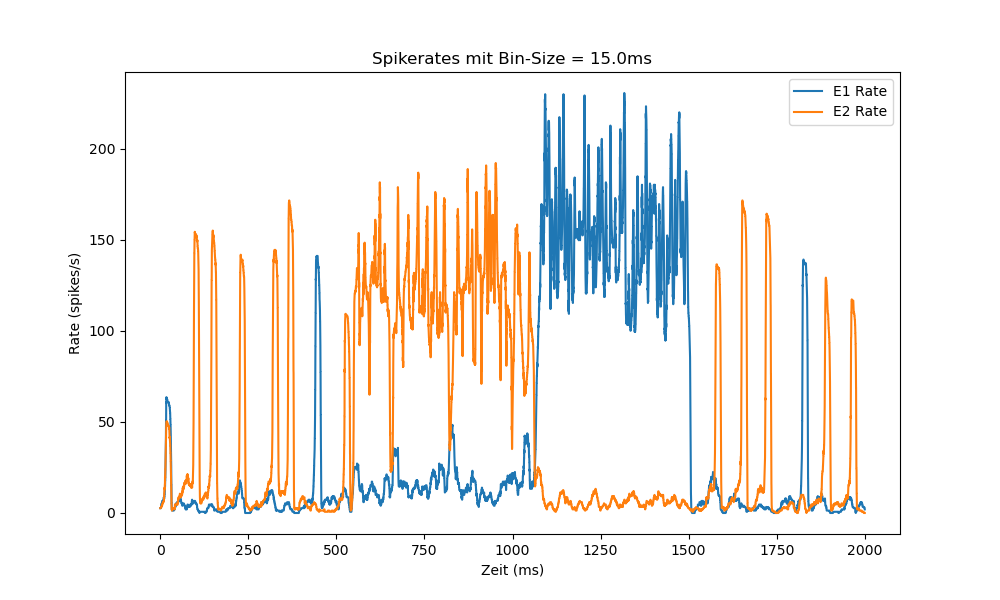 Spikerates mit Bin-Size = 15.0ms
E1 Rate
E2 Rate
200
150
100
50
0
Rate (spikes/s)
0 250 500 750 1000 1250 1500 1750 2000
Zeit (ms)